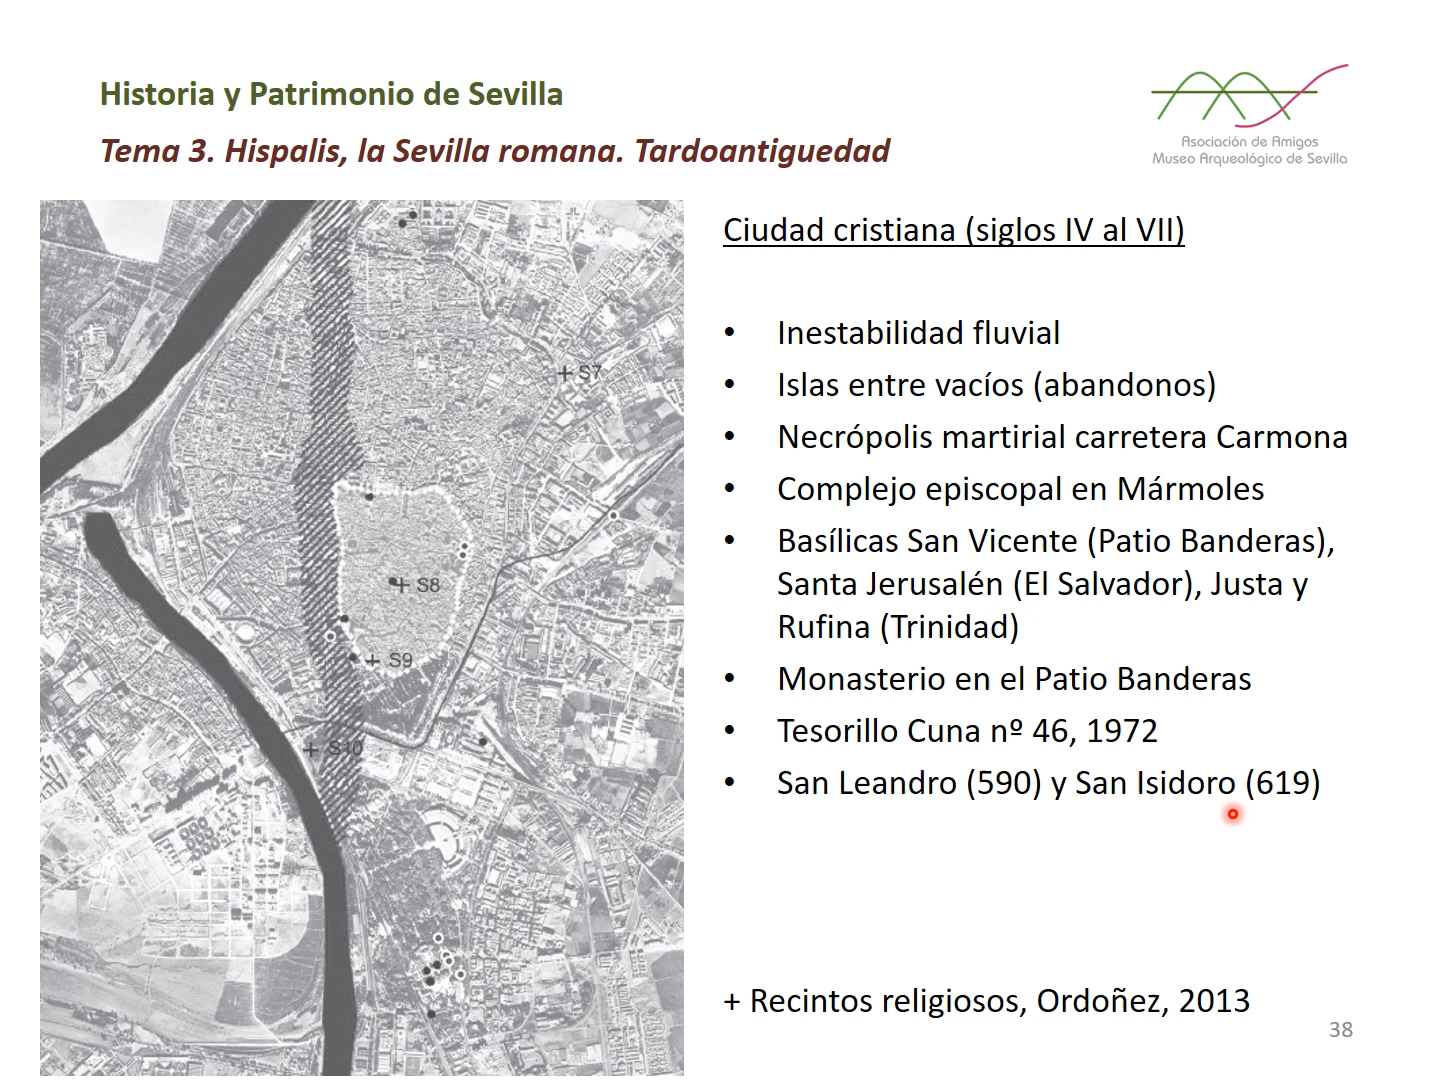 Historia y Patrimonio de Sevilla
Tema 3. Hispalis, la Sevilla romana. Tardoantiguedad
Asociación de Amigos
Museo Arqueológico de Sevilla
Ciudad cristiana (siglos IV al VII)
• Inestabilidad fluvial
• Islas entre vacíos (abandonos)
• Necrópolis martirial carretera Carmona
• Complejo episcopal en Mármoles
• Basílicas San Vicente (Patio Banderas),
Santa Jerusalén (El Salvador), Justa y
Rufina (Trinidad)
• Monasterio en el Patio Banderas
• Tesorillo Cuna nº 46, 1972
• San Leandro (590) y San Isidoro (619)
+ Recintos religiosos, Ordoñez, 2013
38
+ S7
+ S8
+ S9
+ S10